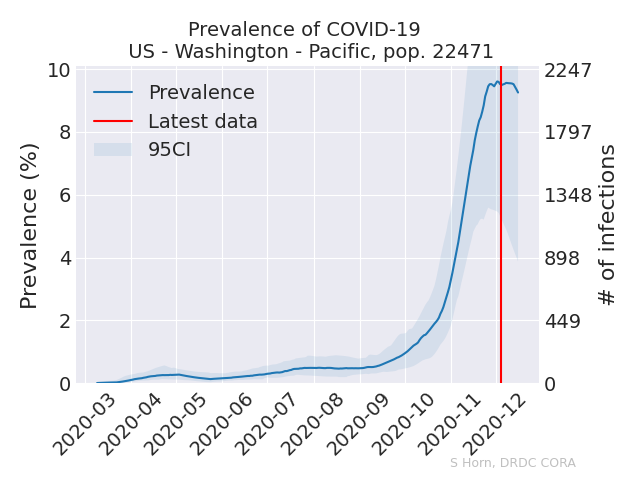 Prevalence of COVID-19
US - Washington - Pacific, pop. 22471
Prevalence (%)
10
8
6
4
2
0
Prevalence
Latest data
95CI
2247
1797
1348
898
449
0
# of infections
2020-03
2020-04
2020-05
2020-06
2020-07
2020-08
2020-09
2020-10
2020-11
2020-12
S Horn, DRDC CORA